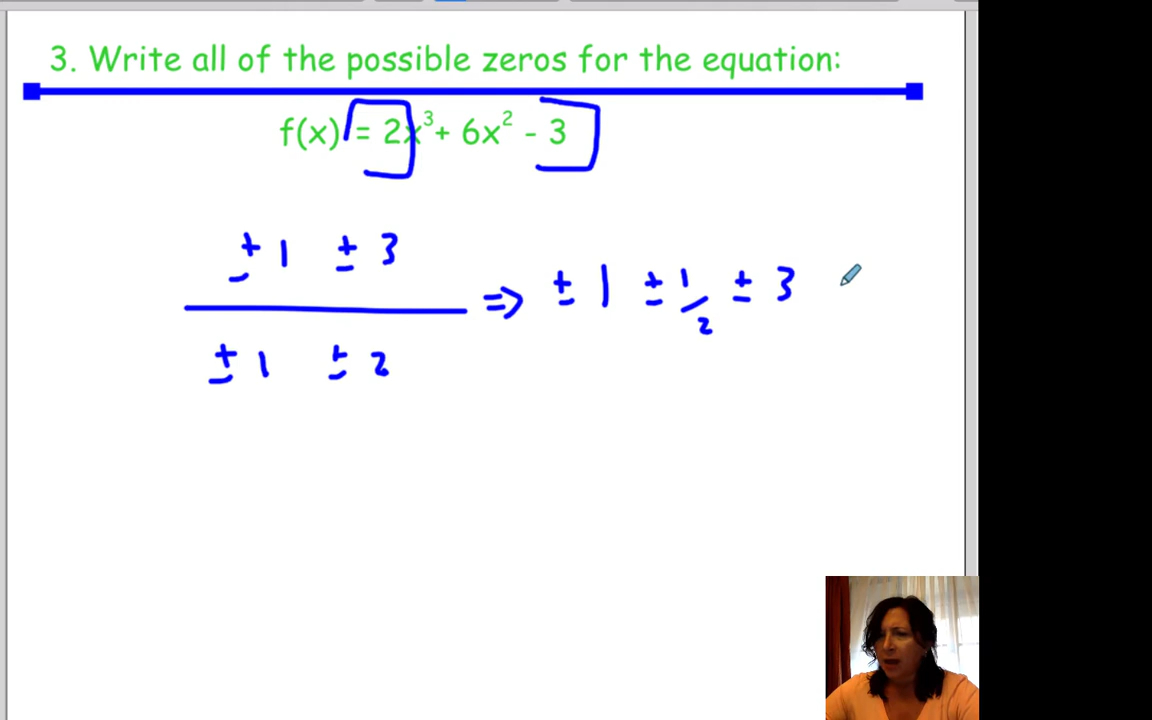 3. Write all of the possible zeros for the equation:
f(x) = 2x³ + 6x² - 3
± 1 ± 3
⇒ ± 1 ± 1/2 ± 3
± 1 ± 2